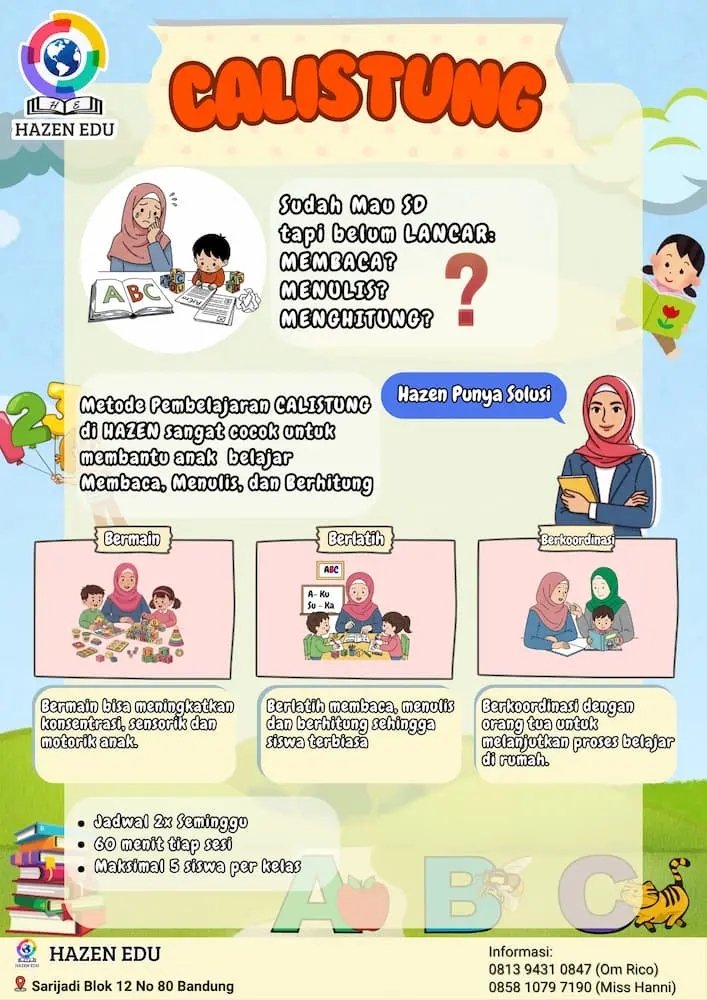 HAZEN EDU
CALISTUNG
Sudah Mau SD
tapi belum LANCAR:
MEMBACA?
MENULIS?
MENGHITUNG?
?
ABC
Hazen Punya Solusi
Metode Pembelajaran CALISTUNG
di HAZEN sangat cocok untuk
membantu anak belajar
Membaca, Menulis, dan Berhitung
123
Bermain
Berlatih
Berkoordinasi
ABC
A - Ku
Su - Ka
Bermain bisa meningkatkan
konsentrasi, sensorik dan
motorik anak.
Berlatih membaca, menulis
dan berhitung sehingga
siswa terbiasa
Berkoordinasi dengan
orang tua untuk
melanjutkan proses belajar
di rumah.
• Jadwal 2x Seminggu
• 60 menit tiap sesi
• Maksimal 5 siswa per kelas
A B C
HAZEN EDU
HAZEN EDU
Sarijadi Blok 12 No 80 Bandung
Informasi:
0813 9431 0847 (Om Rico)
0858 1079 7190 (Miss Hanni)